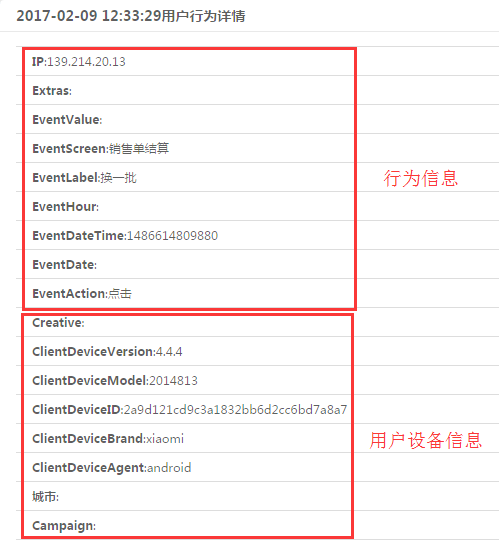 2017-02-09 12:33:29用户行为详情
IP:139.214.20.13
Extras:
EventValue:
EventScreen:销售单结算
EventLabel:换一批
行为信息
EventHour:
EventDateTime:1486614809880
EventDate:
EventAction:点击
Creative:
ClientDeviceVersion:4.4.4
ClientDeviceModel:2014813
ClientDeviceID:2a9d121cd9c3a1832bb6d2cc6bd7a8a7
ClientDeviceBrand:xiaomi
用户设备信息
ClientDeviceAgent:android
城市:
Campaign: